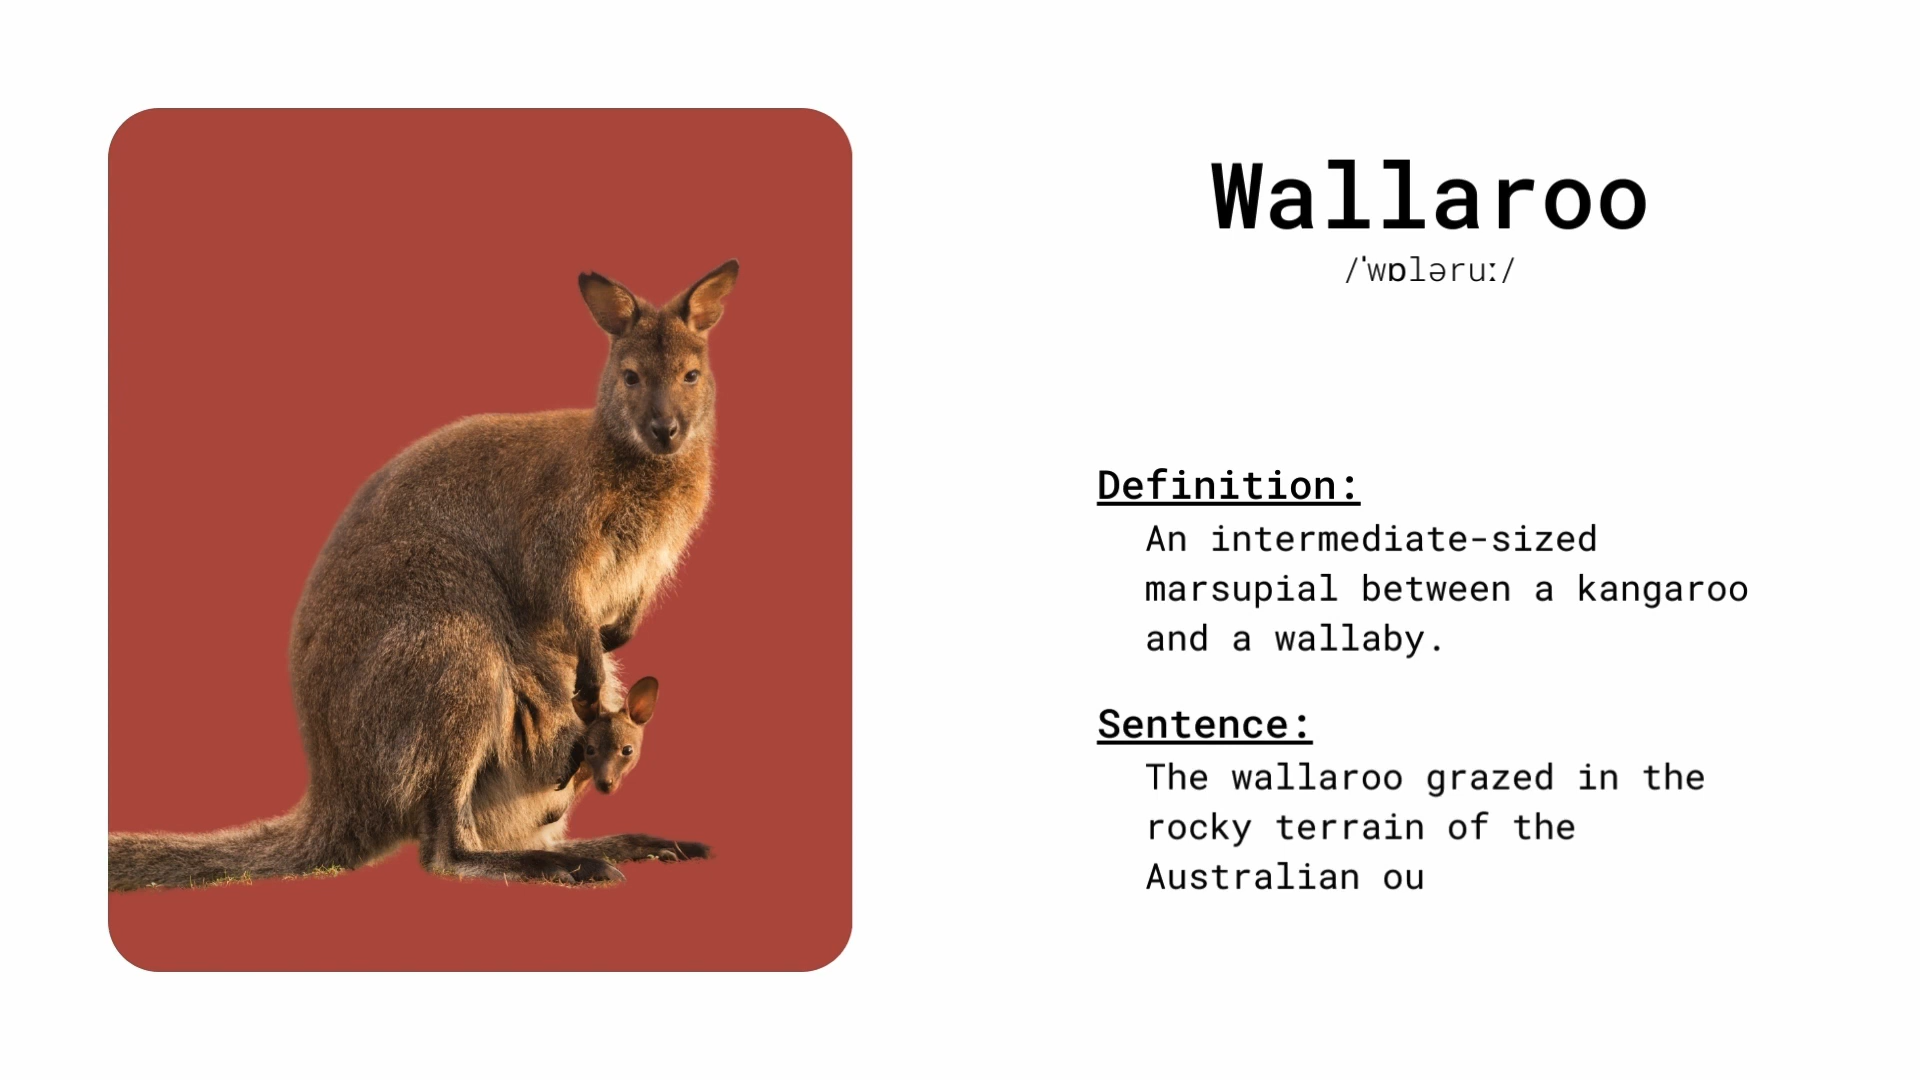 Wallaroo
/ˈwɒləruː/
Definition:
An intermediate-sized
marsupial between a kangaroo
and a wallaby.
Sentence:
The wallaroo grazed in the
rocky terrain of the
Australian ou